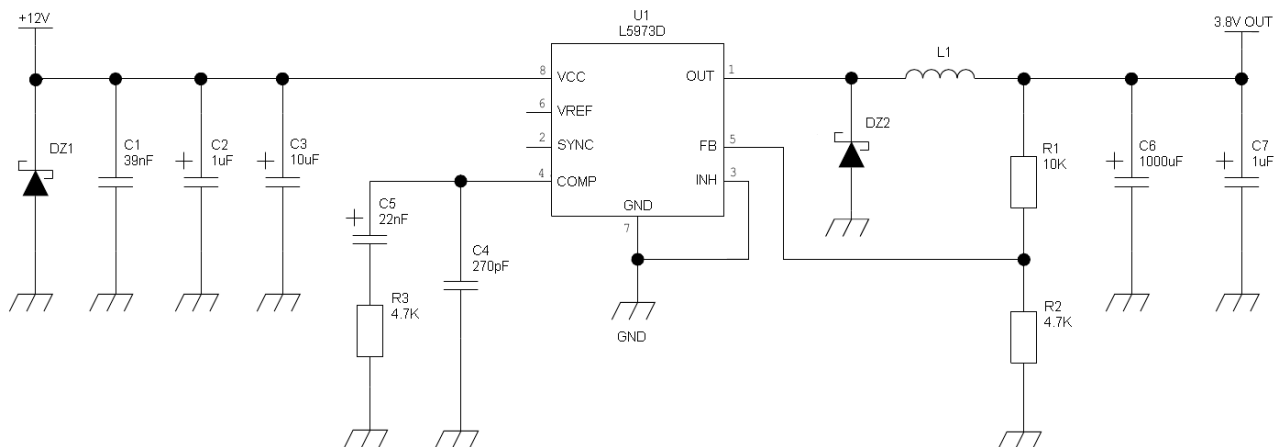 +12V
U1
L5973D
3.8V OUT
L1
8
VCC
OUT
1
6
VREF
2
SYNC
FB
5
4
COMP
INH
3
GND
7
DZ1
C1
39nF
C2
1uF
C3
10uF
C5
22nF
C4
270pF
R3
4.7K
GND
DZ2
R1
10K
R2
4.7K
C6
1000uF
C7
1uF